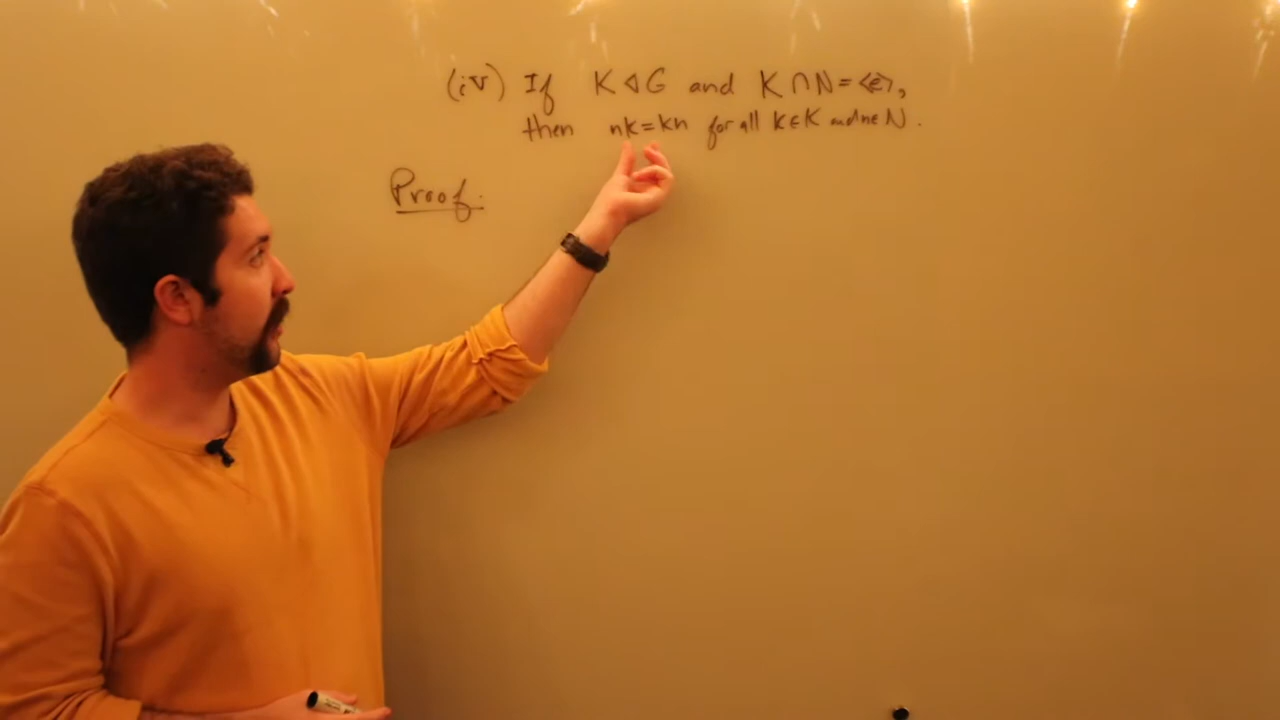 (iv) If K ◁ G and K ∩ N = <e>,
then nk = kn for all k ∈ K and n ∈ N.
Proof.